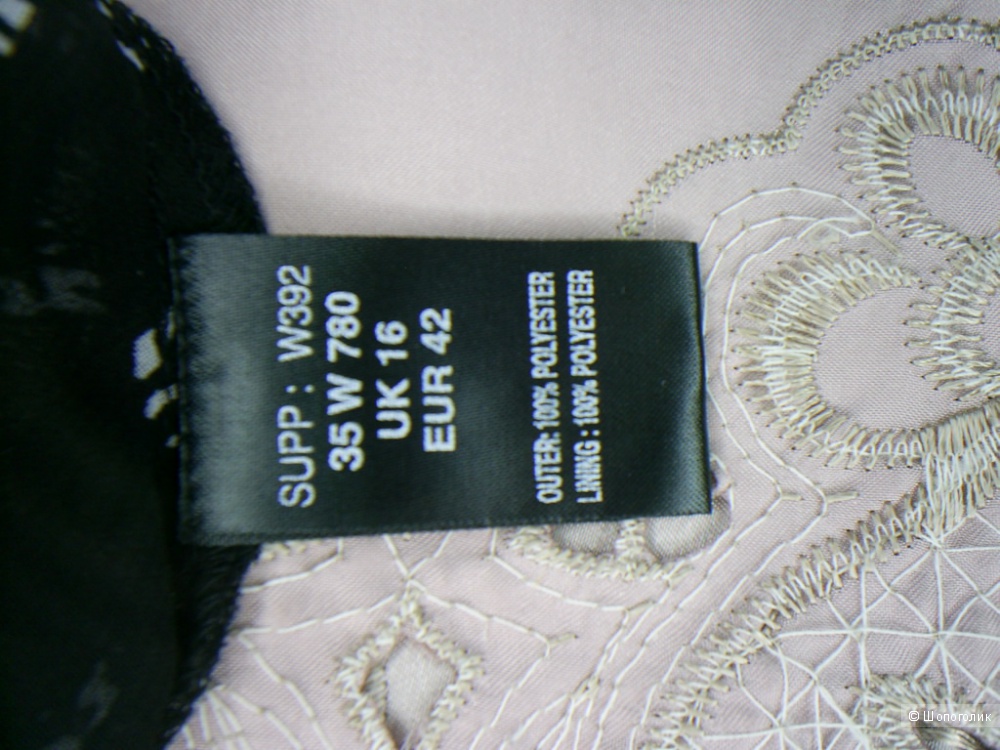 SUPP : W392
35 W 780
UK 16
EUR 42
OUTER: 100% POLYESTER
LINING : 100% POLYESTER
© Шопоголик